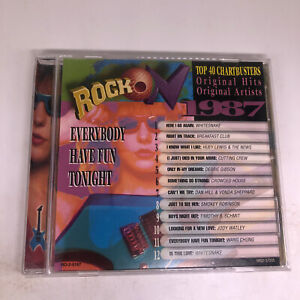 TOP 40 CHARTBUSTERS
Original Hits
Original Artists
ROCK ON
1987
EVERYBODY
HAVE FUN
TONIGHT
HERE I GO AGAIN: WHITESNAKE
RIGHT ON TRACK: BREAKFAST CLUB
I KNOW WHAT I LIKE: HUEY LEWIS & THE NEWS
(I JUST) DIED IN YOUR ARMS: CUTTING CREW
ONLY IN MY DREAMS: DEBBIE GIBSON
SOMETHING SO STRONG: CROWDED HOUSE
CAN'T WE TRY: DAN HILL & VONDA SHEPPARD
JUST TO SEE HER: SMOKEY ROBINSON
BOYS NIGHT OUT: TIMOTHY B. SCHMIT
LOOKING FOR A NEW LOVE: JODY WATLEY
EVERYBODY HAVE FUN TONIGHT: WANG CHUNG
IS THIS LOVE: WHITESNAKE